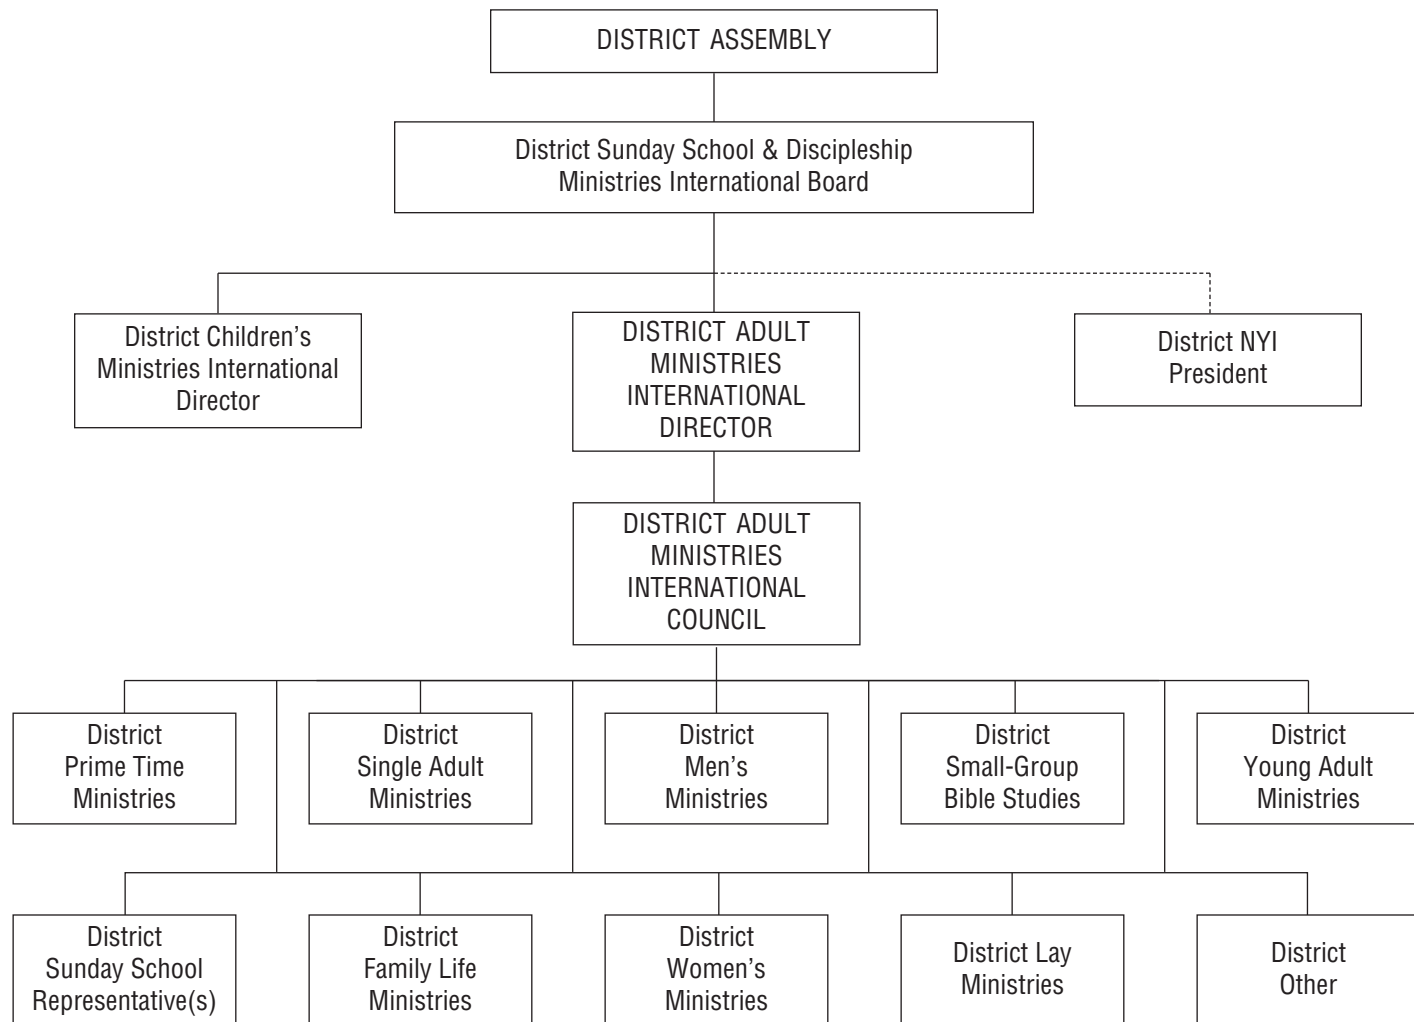 DISTRICT ASSEMBLY
District Sunday School & Discipleship
Ministries International Board
District Children's
Ministries International
Director
DISTRICT ADULT
MINISTRIES
INTERNATIONAL
DIRECTOR
District NYI
President
DISTRICT ADULT
MINISTRIES
INTERNATIONAL
COUNCIL
District
Prime Time
Ministries
District
Single Adult
Ministries
District
Men's
Ministries
District
Small-Group
Bible Studies
District
Young Adult
Ministries
District
Sunday School
Representative(s)
District
Family Life
Ministries
District
Women's
Ministries
District Lay
Ministries
District
Other